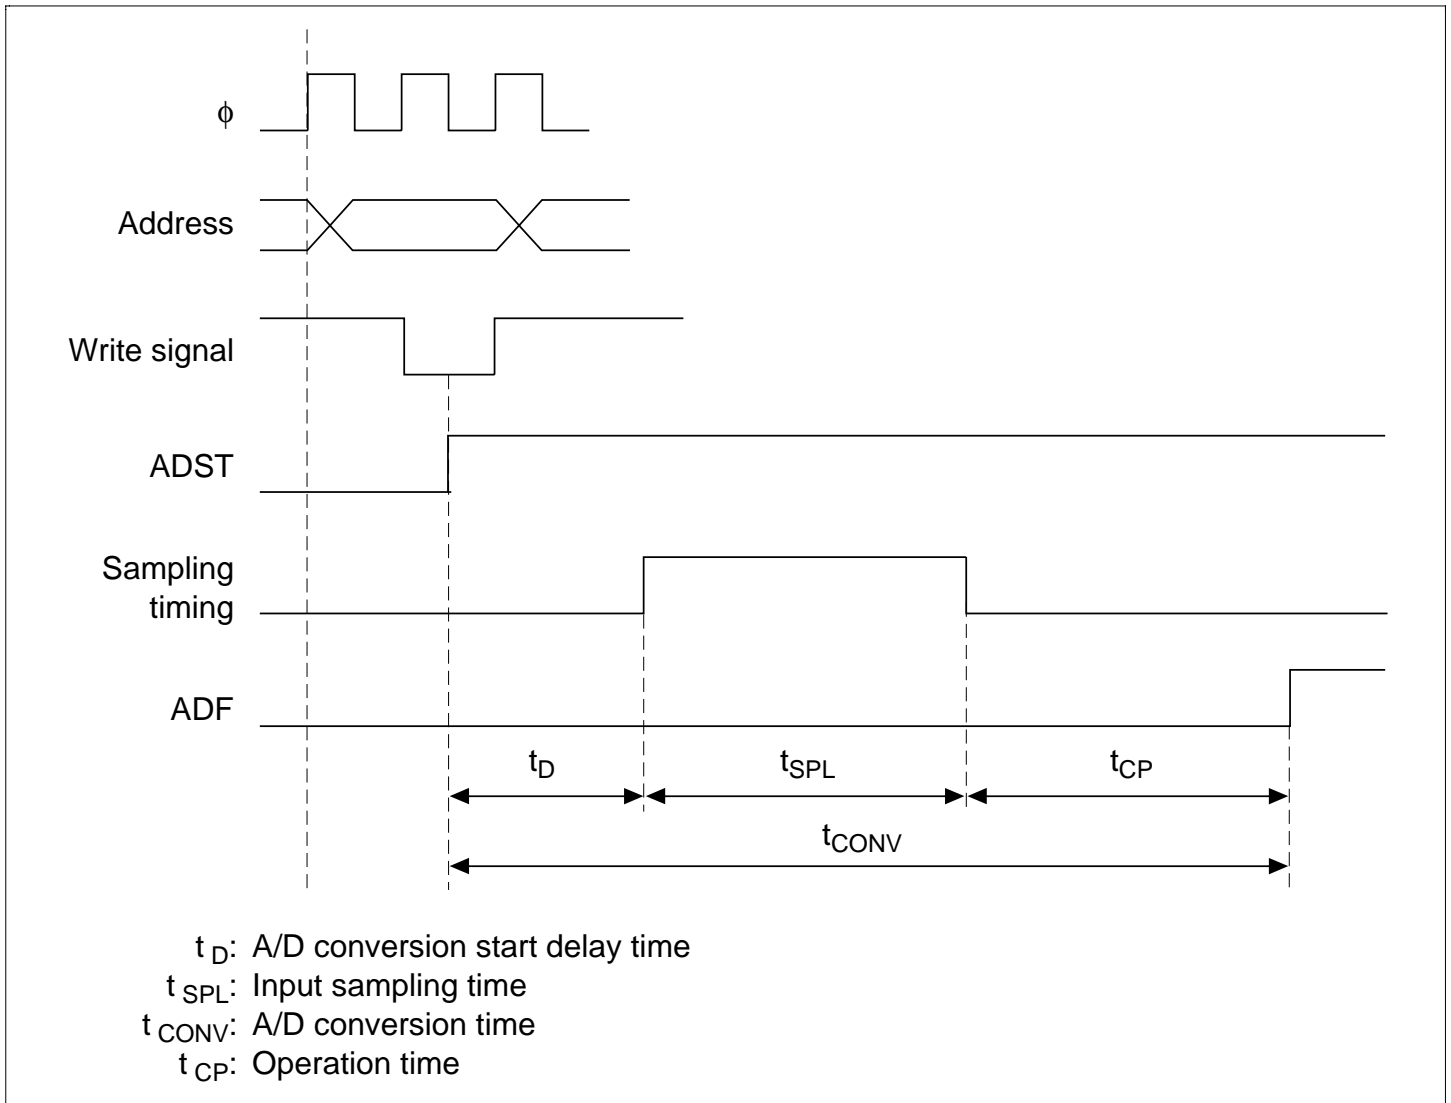 ϕ
Address
Write signal
ADST
Sampling
timing
ADF
tD
tSPL
tCP
tCONV
t D: A/D conversion start delay time
t SPL: Input sampling time
t CONV: A/D conversion time
t CP: Operation time